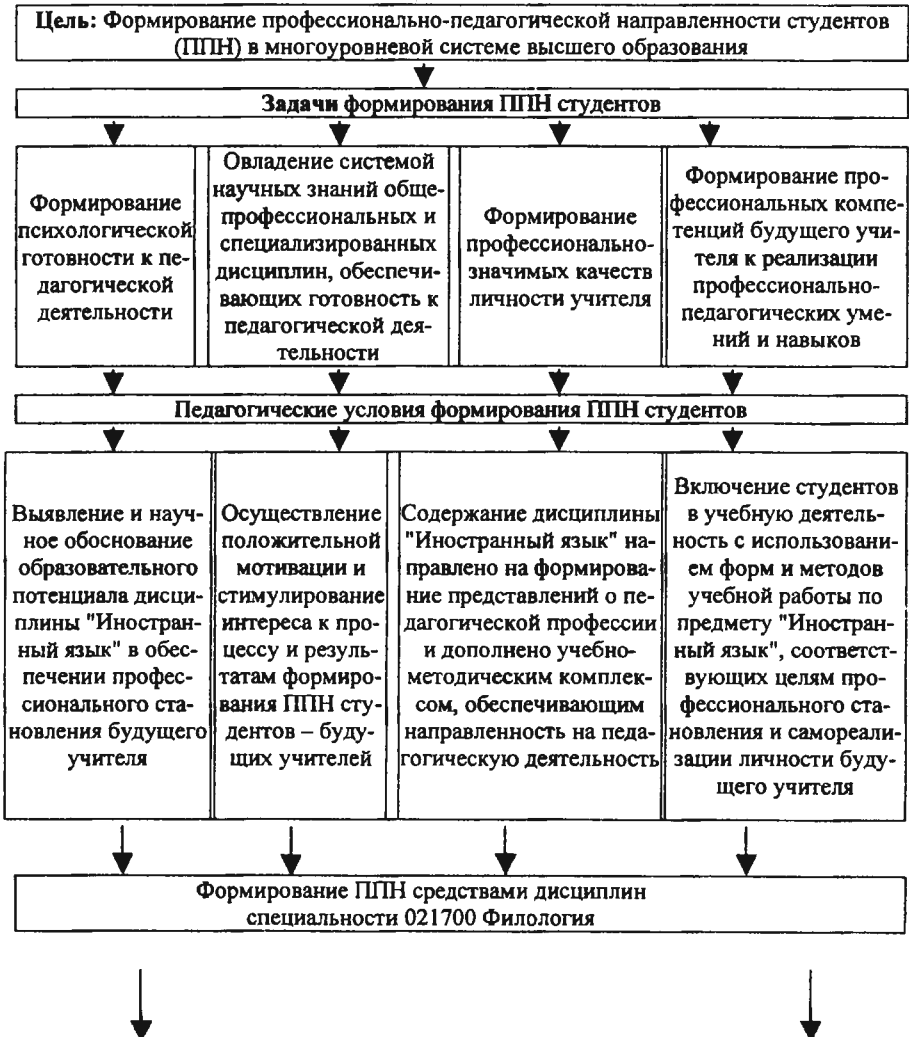 Цель: Формирование профессионально-педагогической направленности студентов
(ППН) в многоуровневой системе высшего образования
Задачи формирования ППН студентов
Формирование
психологической
готовности к пе-
дагогической
деятельности
Овладение системой
научных знаний обще-
профессиональных и
специализированных
дисциплин, обеспечи-
вающих готовность к
педагогической дея-
тельности
Формирование
профессионально-
значимых качеств
личности учителя
Формирование про-
фессиональных компе-
тенций будущего учи-
теля к реализации
профессионально-
педагогических уме-
ний и навыков
Педагогические условия формирования ППН студентов
Выявление и науч-
ное обоснование
образовательного
потенциала дисци-
плины "Иностран-
ный язык" в обес-
печении профес-
сионального ста-
новления будущего
учителя
Осуществление
положительной
мотивации и
стимулирование
интереса к про-
цессу и резуль-
татам формиро-
вания ППН сту-
дентов – буду-
щих учителей
Содержание дисциплины
"Иностранный язык" на-
правлено на формирова-
ние представлений о пе-
дагогической профессии
и дополнено учебно-
методическим комплек-
сом, обеспечивающим
направленность на педа-
гогическую деятельность
Включение студентов
в учебную деятель-
ность с использовани-
ем форм и методов
учебной работы по
предмету "Иностран-
ный язык", соответст-
вующих целям про-
фессионального ста-
новления и самореали-
зации личности буду-
щего учителя
Формирование ППН средствами дисциплин
специальности 021700 Филология